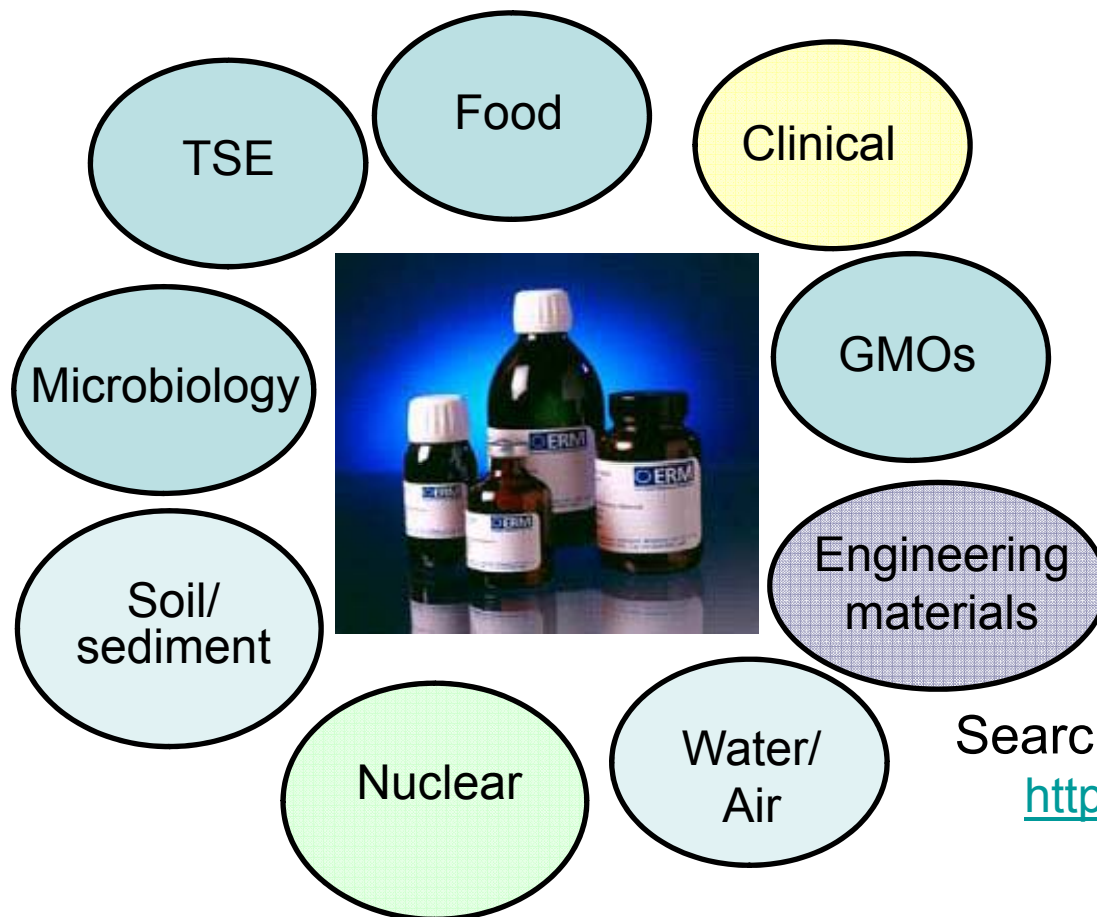 Food
TSE
Clinical
GMOs
Microbiology
ERM
ERM
ERM
ERM
Engineering
materials
Soil/
sediment
Water/
Air
Nuclear
Searc
http